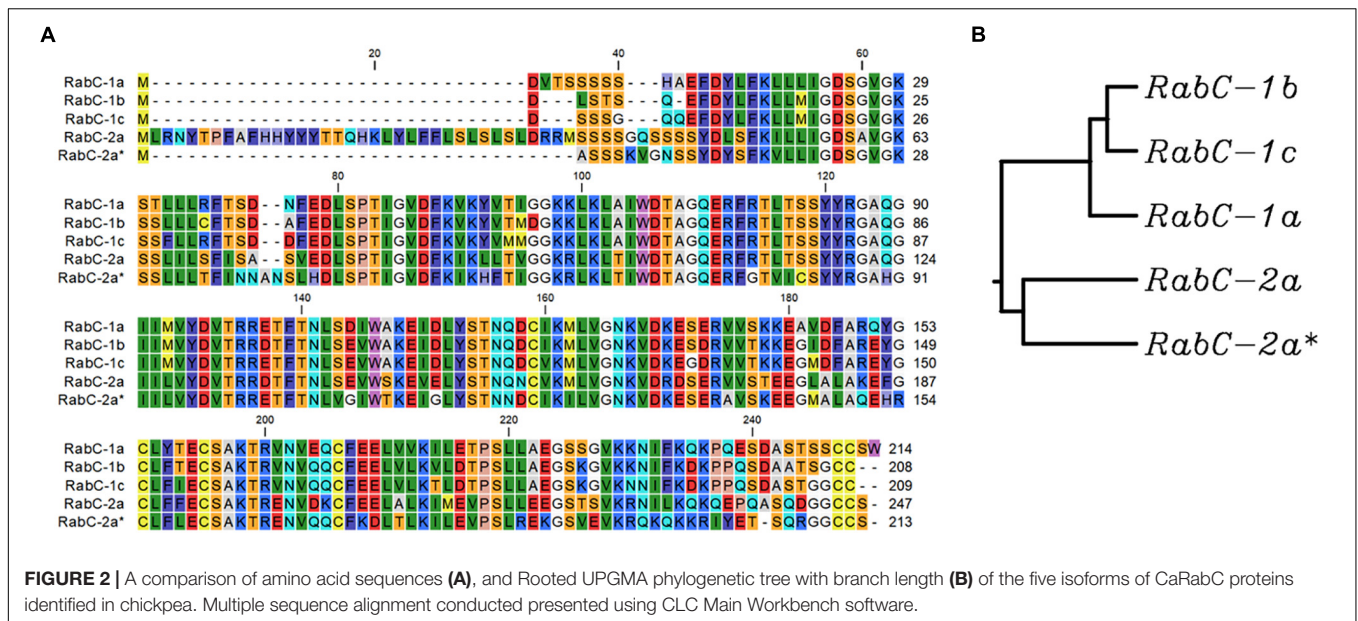 A
20 40 60
RabC-1a M-------------------------------DVTSSSSS---HAEFDYLFKLLLIGDSGVGK 29
RabC-1b M-------------------------------D---LSTS---Q-EFDYLFKLLMIGDSGVGK 25
RabC-1c M-------------------------------D---SSSG---QQEFDYLFKLLMIGDSGVGK 26
RabC-2a MLRNYTPFAFHHYYYTTQHKLYLFFLSLSLSLDRRMSSSSGQSSSSYDLSFKILLIGDSAVGK 63
RabC-2a* M-----------------------------------ASSSKVGNSSYDYSFKVLLIGDSGVGK 28
80 100 120
RabC-1a STLLLRFTSD--NFEDLSPTIGVDFKVKYVTIGGKKLKLAIWDTAGQERFRTLTSSYYRGAQG 90
RabC-1b SSLLLCFTSD--AFEDLSPTIGVDFKVKYVTMDGKKLKLAIWDTAGQERFRTLTSSYYRGAQG 86
RabC-1c SSFLLRFTSD--DFEDLSPTIGVDFKVKYVMMGGKKLKLAIWDTAGQERFRTLTSSYYRGAQG 87
RabC-2a SSLILSFISA--SVEDLSPTIGVDFKIKLLTVGGKRLKLTIWDTAGQERFRTLTSSYYRGAQG 124
RabC-2a* SSLLLTFINNANSLHDLSPTIGVDFKIKHFTIGGKRLKLTIWDTAGQERFGTVICSYYRGAHG 91
140 160 180
RabC-1a IIMVYDVTRRETFTNLSDIWAKEIDLYSTNQDCIKMLVGNKVDKESERVVSKKEAVDFARQYG 153
RabC-1b IIMVYDVTRRETFTNLSEVWAKEIDLYSTNQDCIKMLVGNKVDKESDRVVTKKEGIDFAREYG 149
RabC-1c IIMVYDVTRRETFTNLSEVWAKEIDLYSTNQDCVKMLVGNKVDKEGDRVVTKKEGMDFAREYG 150
RabC-2a IILVYDVTRRDTFTNLSEVWSKEVELYSTNQNCVKMLVGNKVDRDSERVVSTEEGLALAKEFG 187
RabC-2a* IILVYDVTRRETFTNLVGIWTKEIGLYSTNNDCIKILVGNKVDKESERAVSKEEGMALAQEHR 154
200 220 240
RabC-1a CLYTECSAKTRVNVEQCFEELVVKILETPSLLAEGSSGVKKNIFKQKPQESDASTSSCCSW 214
RabC-1b CLFTECSAKTRVNVQQCFEELVLKVLDTPSLLAEGSKGVKKNIFKDKPPQSDAATSGCC-- 208
RabC-1c CLFIECSAKTRVNVQQCFEELVLKTLDTPSLLAEGSKGVKNNIFKDKPPQSDASTGGCC-- 209
RabC-2a CLFFECSAKTRENVDKCFEELALKIMEVPSLLEEGSTSVKRNILKQKQEPQASQDGGCCS- 247
RabC-2a* CLFLECSAKTRENVQQCFKDLTLKILEVPSLREKGSVEVKRQKQKKRIYET-SQRGGCCS- 213
B
RabC-1b
RabC-1c
RabC-1a
RabC-2a
RabC-2a*
FIGURE 2 | A comparison of amino acid sequences (A), and Rooted UPGMA phylogenetic tree with branch length (B) of the five isoforms of CaRabC proteins
identified in chickpea. Multiple sequence alignment conducted presented using CLC Main Workbench software.